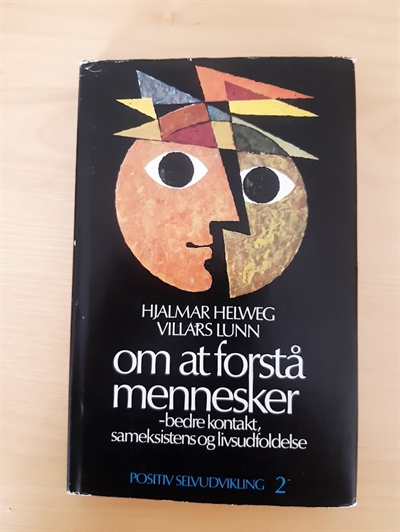 HJALMAR HELWEG
VILLARS LUNN
om at forstå
mennesker
-bedre kontakt,
sameksistens og livsudfoldelse
POSITIV SELVUDVIKLING 2